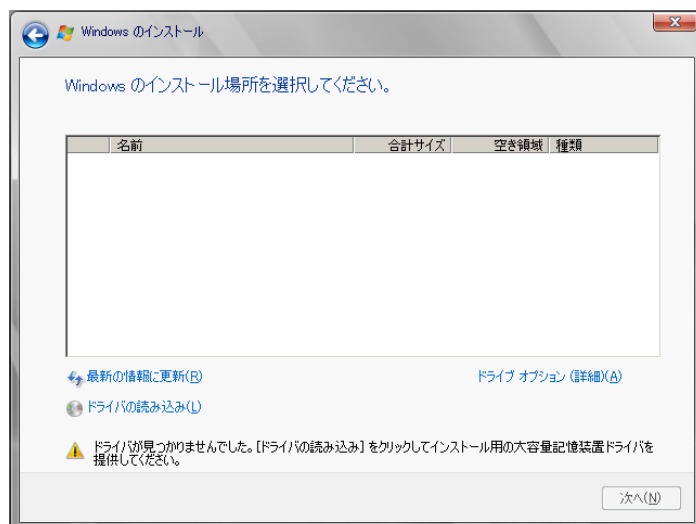 Windows のインストール
Windows のインストール場所を選択してください。
名前 合計サイズ 空き領域 種類
最新の情報に更新(R)
ドライブ オプション (詳細)(A)
ドライバの読み込み(L)
ドライバが見つかりませんでした。[ドライバの読み込み] をクリックしてインストール用の大容量記憶装置ドライバを
提供してください。
次へ(N)